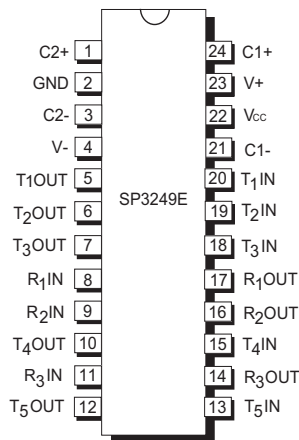 C2+ 1 24 C1+
GND 2 23 V+
C2- 3 22 Vcc
V- 4 21 C1-
T1OUT 5 20 T1IN
SP3249E
T2OUT 6 19 T2IN
T3OUT 7 18 T3IN
R1IN 8 17 R1OUT
R2IN 9 16 R2OUT
T4OUT 10 15 T4IN
R3IN 11 14 R3OUT
T5OUT 12 13 T5IN